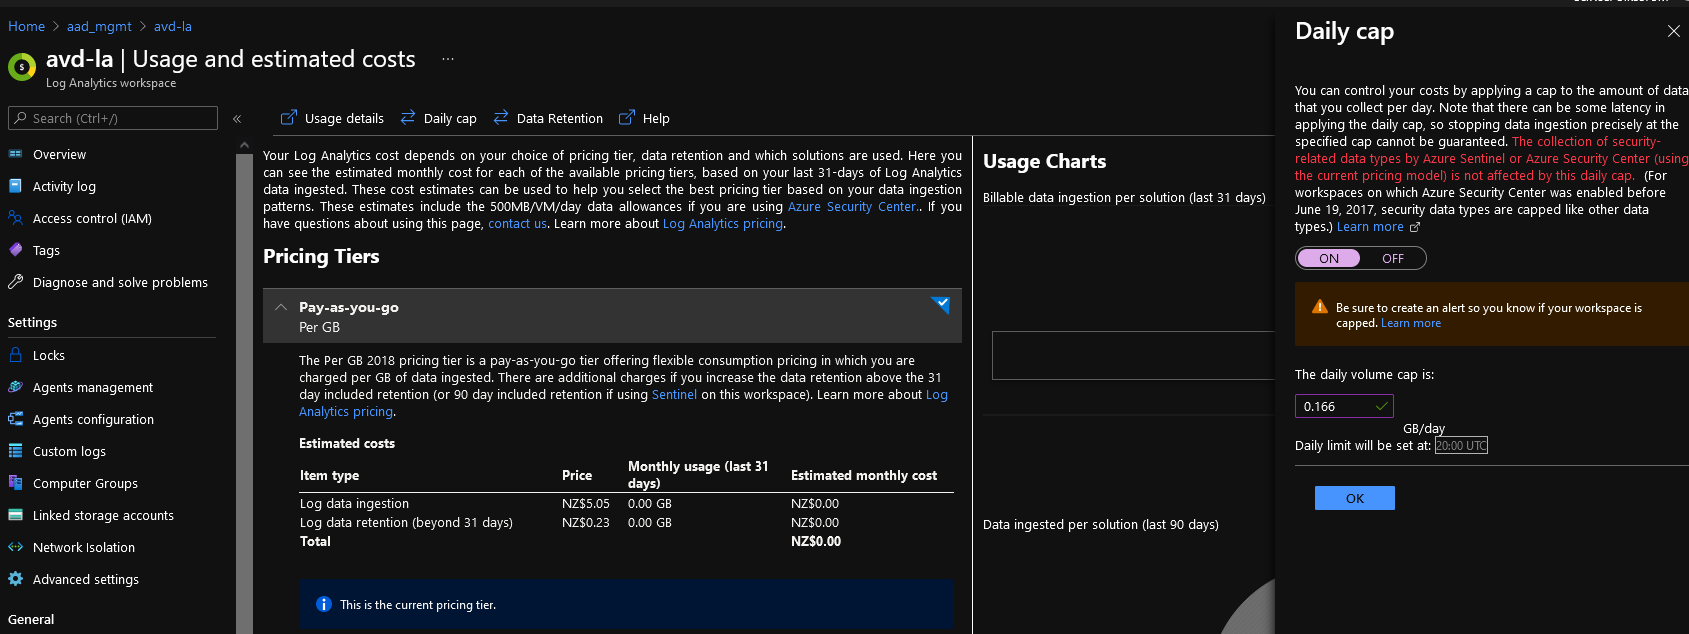 Home > aad_mgmt > avd-la
avd-la | Usage and estimated costs ...
Log Analytics workspace
Search (Ctrl+/) «
Overview
Activity log
Access control (IAM)
Tags
Diagnose and solve problems
Settings
Locks
Agents management
Agents configuration
Custom logs
Computer Groups
Linked storage accounts
Network Isolation
Advanced settings
General
Usage details Daily cap Data Retention Help
Your Log Analytics cost depends on your choice of pricing tier, data retention and which solutions are used. Here you
can see the estimated monthly cost for each of the available pricing tiers, based on your last 31-days of Log Analytics
data ingested. These cost estimates can be used to help you select the best pricing tier based on your data ingestion
patterns. These estimates include the 500MB/VM/day data allowances if you are using Azure Security Center.. If you
have questions about using this page, contact us. Learn more about Log Analytics pricing.
Pricing Tiers
Pay-as-you-go
Per GB
The Per GB 2018 pricing tier is a pay-as-you-go tier offering flexible consumption pricing in which you are
charged per GB of data ingested. There are additional charges if you increase the data retention above the 31
day included retention (or 90 day included retention if using Sentinel on this workspace). Learn more about Log
Analytics pricing.
Estimated costs
Item type Price Monthly usage (last 31 days) Estimated monthly cost
Log data ingestion NZ$5.05 0.00 GB NZ$0.00
Log data retention (beyond 31 days) NZ$0.23 0.00 GB NZ$0.00
Total NZ$0.00
This is the current pricing tier.
Usage Charts
Billable data ingestion per solution (last 31 days)
Data ingested per solution (last 90 days)
Daily cap
You can control your costs by applying a cap to the amount of data
that you collect per day. Note that there can be some latency in
applying the daily cap, so stopping data ingestion precisely at the
specified cap cannot be guaranteed. The collection of security-
related data types by Azure Sentinel or Azure Security Center (using
the current pricing model) is not affected by this daily cap. (For
workspaces on which Azure Security Center was enabled before
June 19, 2017, security data types are capped like other data
types.) Learn more
ON OFF
Be sure to create an alert so you know if your workspace is
capped. Learn more
The daily volume cap is:
0.166
GB/day
Daily limit will be set at: 20:00 UTC
OK